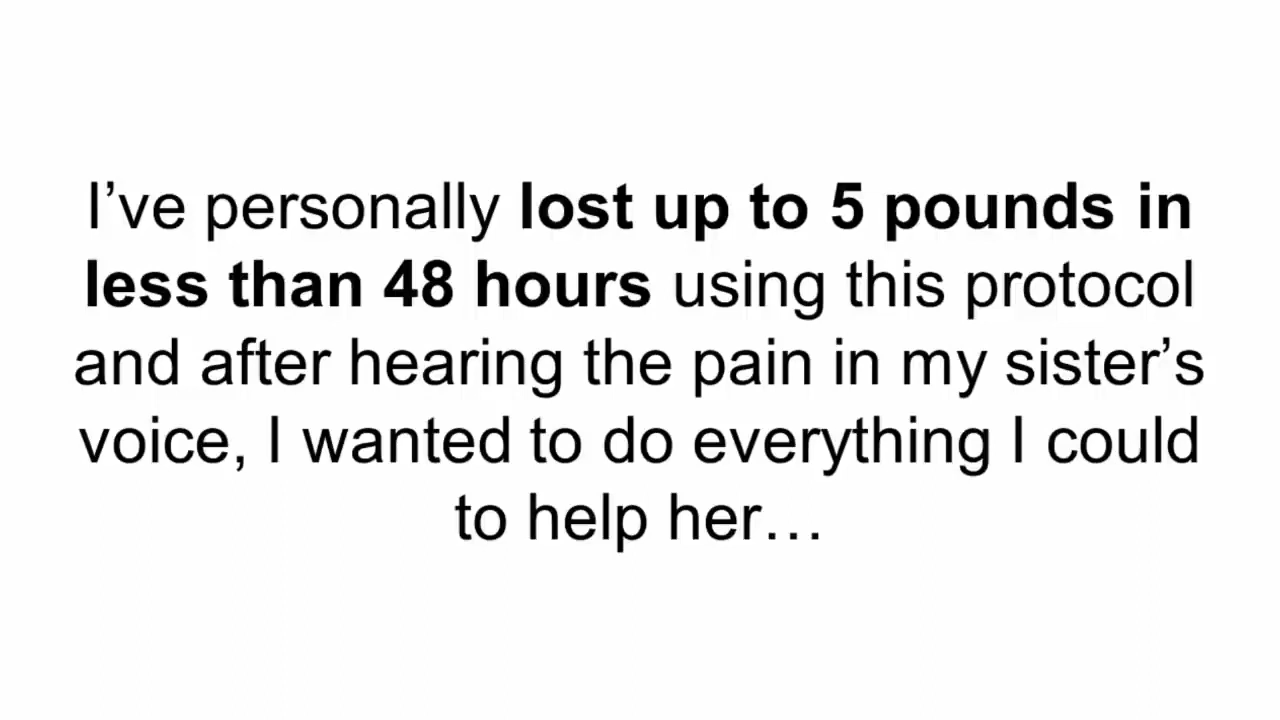 I’ve personally lost up to 5 pounds in
less than 48 hours using this protocol
and after hearing the pain in my sister’s
voice, I wanted to do everything I could
to help her…